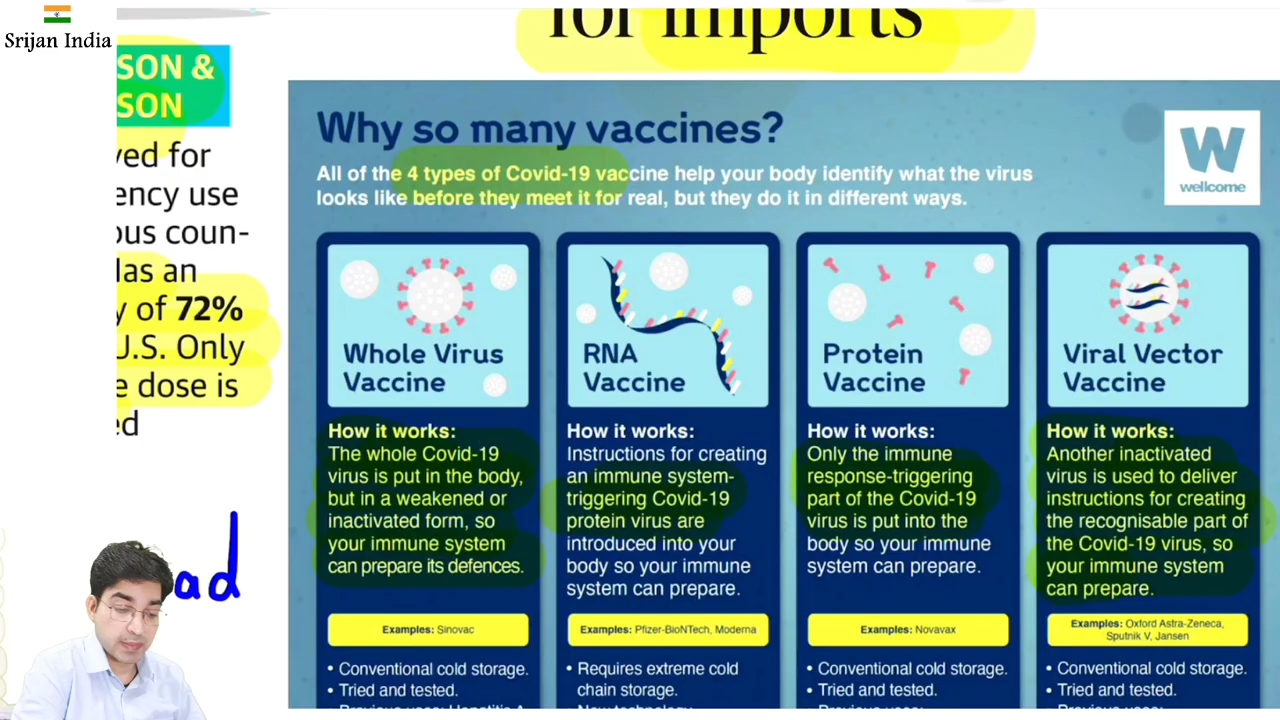 Srijan India
for imports
SON &
SON
ved for
ency use
ous coun-
las an
y of 72%
U.S. Only
e dose is
ed
ad
Why so many vaccines?
All of the 4 types of Covid-19 vaccine help your body identify what the virus
looks like before they meet it for real, but they do it in different ways.
W
wellcome
Whole Virus
Vaccine
How it works:
The whole Covid-19
virus is put in the body,
but in a weakened or
inactivated form, so
your immune system
can prepare its defences.
Examples: Sinovac
• Conventional cold storage.
• Tried and tested.
RNA
Vaccine
How it works:
Instructions for creating
an immune system-
triggering Covid-19
protein virus are
introduced into your
body so your immune
system can prepare.
Examples: Pfizer-BioNTech, Moderna
• Requires extreme cold
chain storage.
Protein
Vaccine
How it works:
Only the immune
response-triggering
part of the Covid-19
virus is put into the
body so your immune
system can prepare.
Examples: Novavax
• Conventional cold storage.
• Tried and tested.
Viral Vector
Vaccine
How it works:
Another inactivated
virus is used to deliver
instructions for creating
the recognisable part of
the Covid-19 virus, so
your immune system
can prepare.
Examples: Oxford Astra-Zeneca,
Sputnik V, Jansen
• Conventional cold storage.
• Tried and tested.